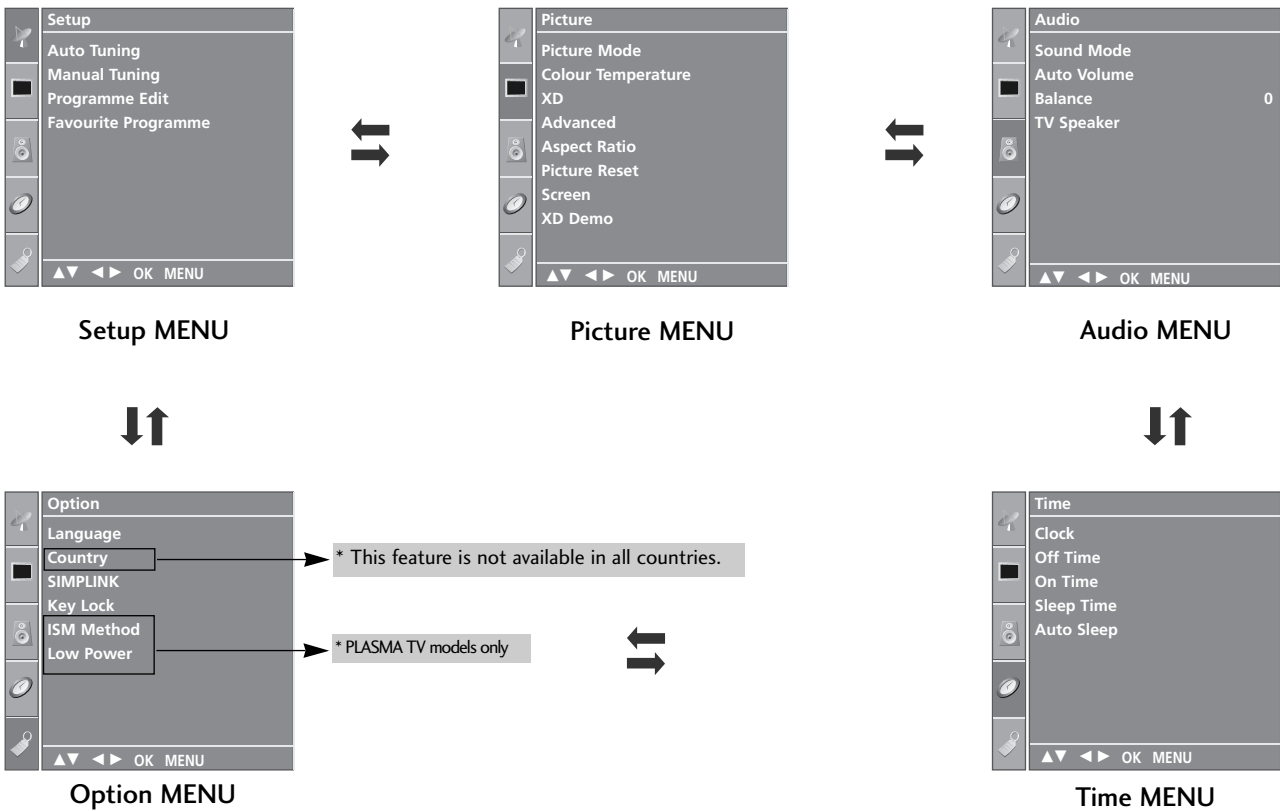 Setup
Auto Tuning
Manual Tuning
Programme Edit
Favourite Programme
▲▼ ◄► OK MENU
Setup MENU
Picture
Picture Mode
Colour Temperature
XD
Advanced
Aspect Ratio
Picture Reset
Screen
XD Demo
▲▼ ◄► OK MENU
Picture MENU
Audio
Sound Mode
Auto Volume
Balance 0
TV Speaker
▲▼ ◄► OK MENU
Audio MENU
Option
Language
Country
* This feature is not available in all countries.
SIMPLINK
Key Lock
ISM Method
Low Power
* PLASMA TV models only
▲▼ ◄► OK MENU
Option MENU
Time
Clock
Off Time
On Time
Sleep Time
Auto Sleep
▲▼ ◄► OK MENU
Time MENU